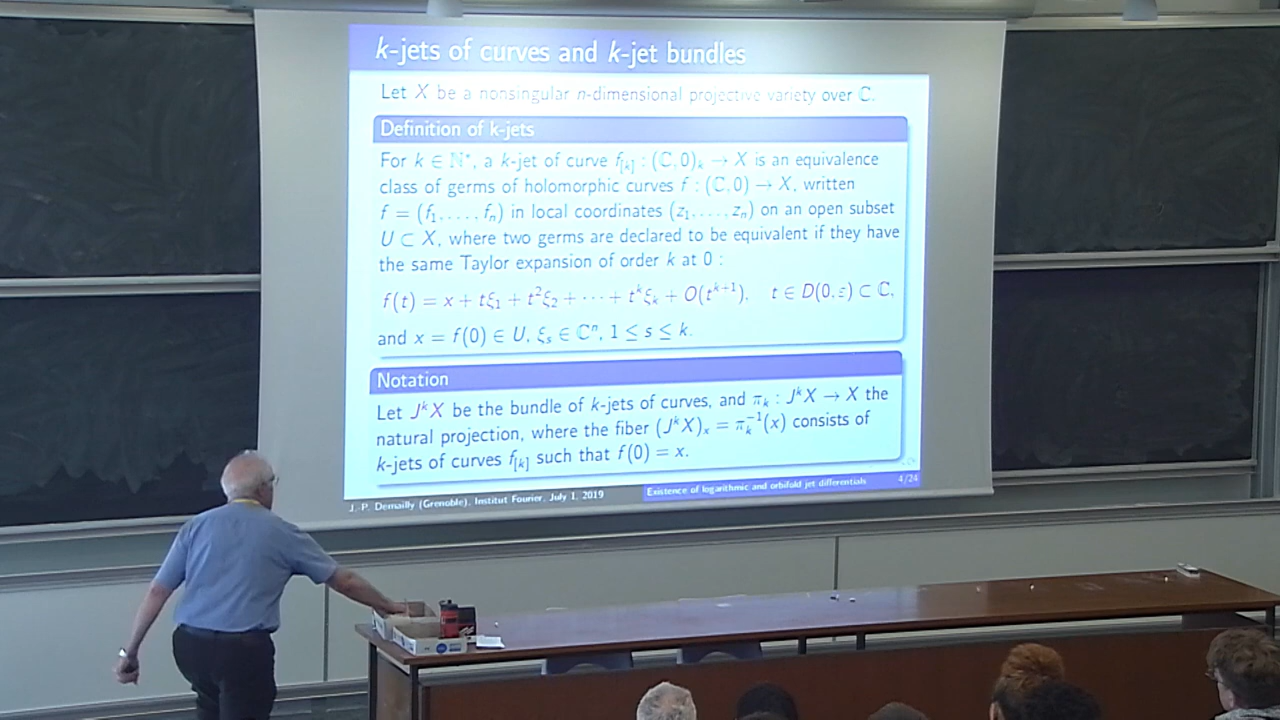 k-jets of curves and k-jet bundles
Let X be a nonsingular n-dimensional projective variety over ℂ.
Definition of k-jets
For k ∈ ℕ*, a k-jet of curve f[k] : (ℂ, 0)k → X is an equivalence
class of germs of holomorphic curves f : (ℂ, 0) → X, written
f = (f1, . . . , fn) in local coordinates (z1, . . . , zn) on an open subset
U ⊂ X, where two germs are declared to be equivalent if they have
the same Taylor expansion of order k at 0 :
f(t) = x + tξ1 + t²ξ2 + · · · + tᵏξk + O(tᵏ⁺¹), t ∈ D(0, ε) ⊂ ℂ,
and x = f(0) ∈ U, ξs ∈ ℂⁿ, 1 ≤ s ≤ k.
Notation
Let JᵏX be the bundle of k-jets of curves, and πk : JᵏX → X the
natural projection, where the fiber (JᵏX)x = πk⁻¹(x) consists of
k-jets of curves f[k] such that f(0) = x.
J.-P. Demailly (Grenoble), Institut Fourier, July 1, 2019 Existence of logarithmic and orbifold jet differentials 4/24